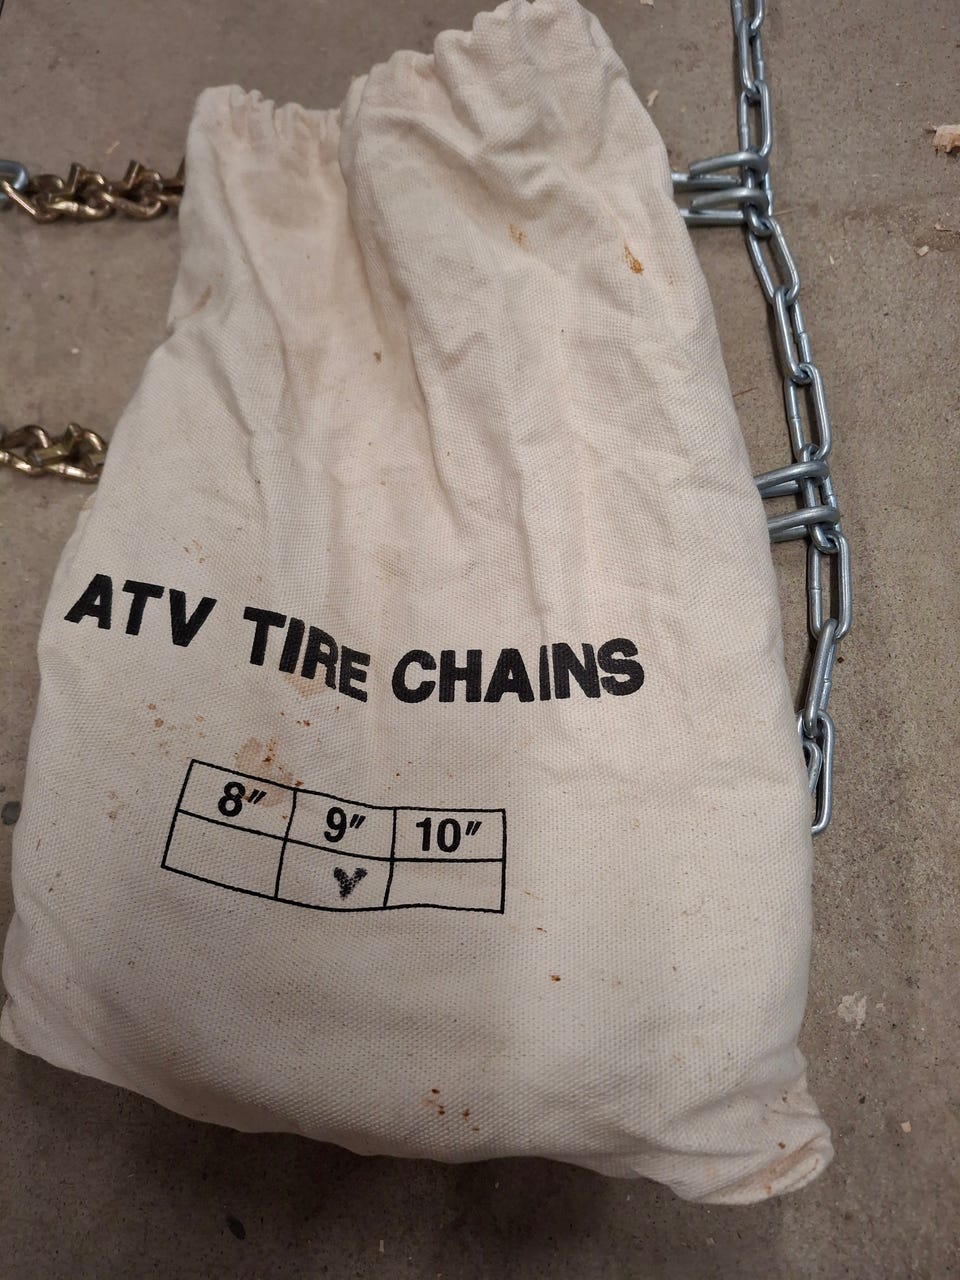 ATV TIRE CHAINS
8" 9" 10"